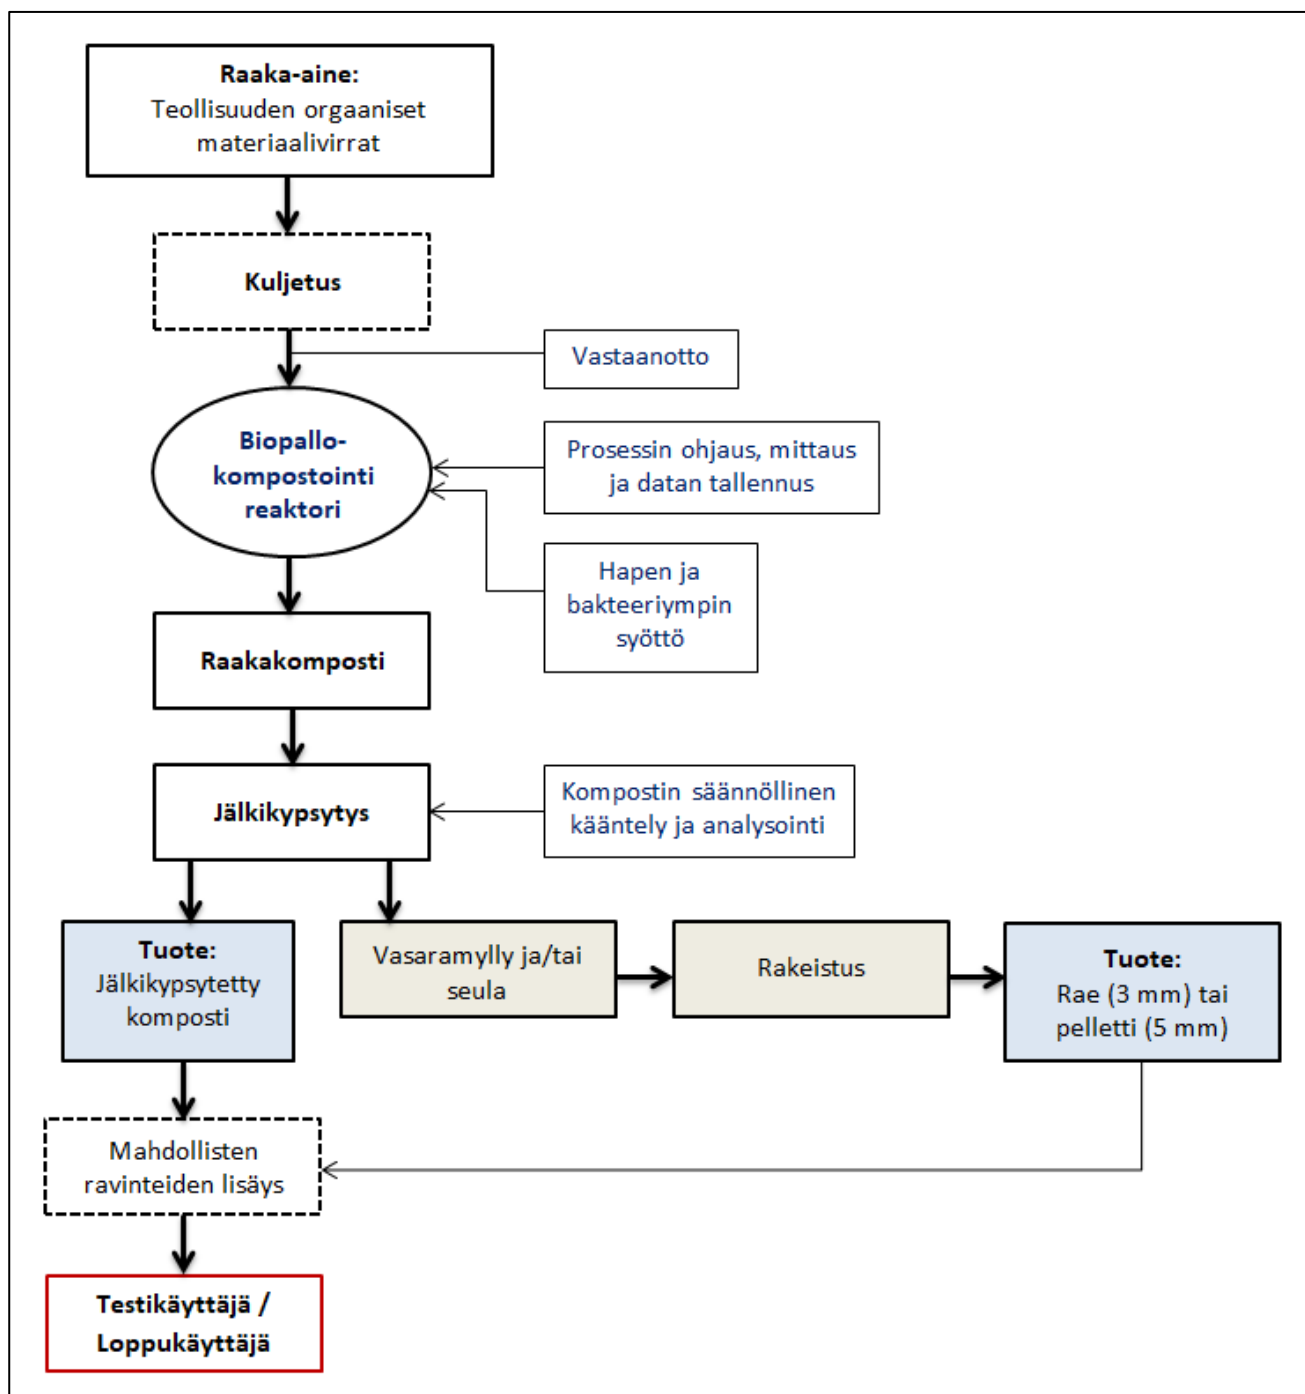 Raaka-aine:
Teollisuuden orgaaniset
materiaalivirrat
Kuljetus
Vastaanotto
Biopallo-
kompostointi
reaktori
Prosessin ohjaus, mittaus
ja datan tallennus
Hapen ja
bakteeriympin
syöttö
Raakakomposti
Jälkikypsytys
Kompostin säännöllinen
kääntely ja analysointi
Tuote:
Jälkikypsytetty
komposti
Vasaramylly ja/tai
seula
Rakeistus
Tuote:
Rae (3 mm) tai
pelletti (5 mm)
Mahdollisten
ravinteiden lisäys
Testikäyttäjä /
Loppukäyttäjä